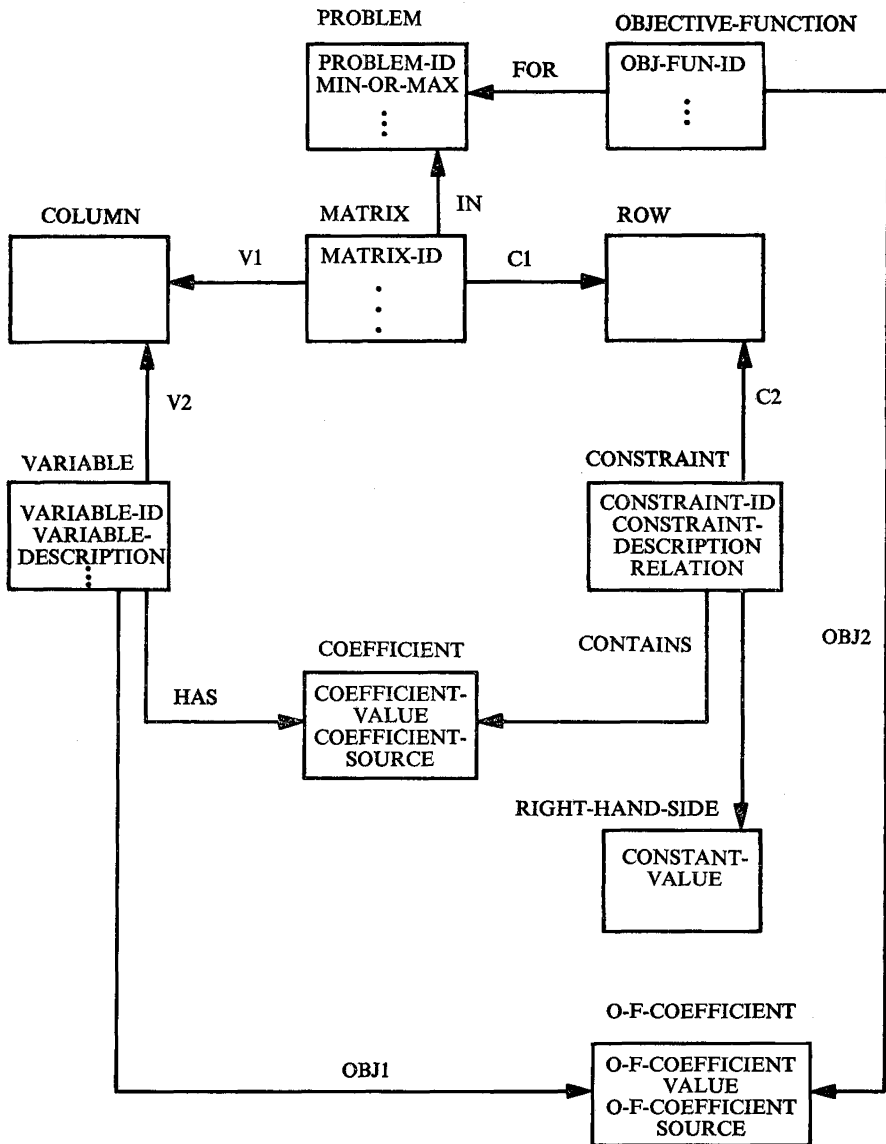 PROBLEM
OBJECTIVE-FUNCTION
PROBLEM-ID
MIN-OR-MAX
FOR
OBJ-FUN-ID
COLUMN
MATRIX
IN
ROW
V1
MATRIX-ID
C1
V2
C2
VARIABLE
CONSTRAINT
VARIABLE-ID
VARIABLE-
DESCRIPTION
CONSTRAINT-ID
CONSTRAINT-
DESCRIPTION
RELATION
COEFFICIENT
CONTAINS
OBJ2
HAS
COEFFICIENT-
VALUE
COEFFICIENT-
SOURCE
RIGHT-HAND-SIDE
CONSTANT-
VALUE
O-F-COEFFICIENT
OBJ1
O-F-COEFFICIENT
VALUE
O-F-COEFFICIENT
SOURCE